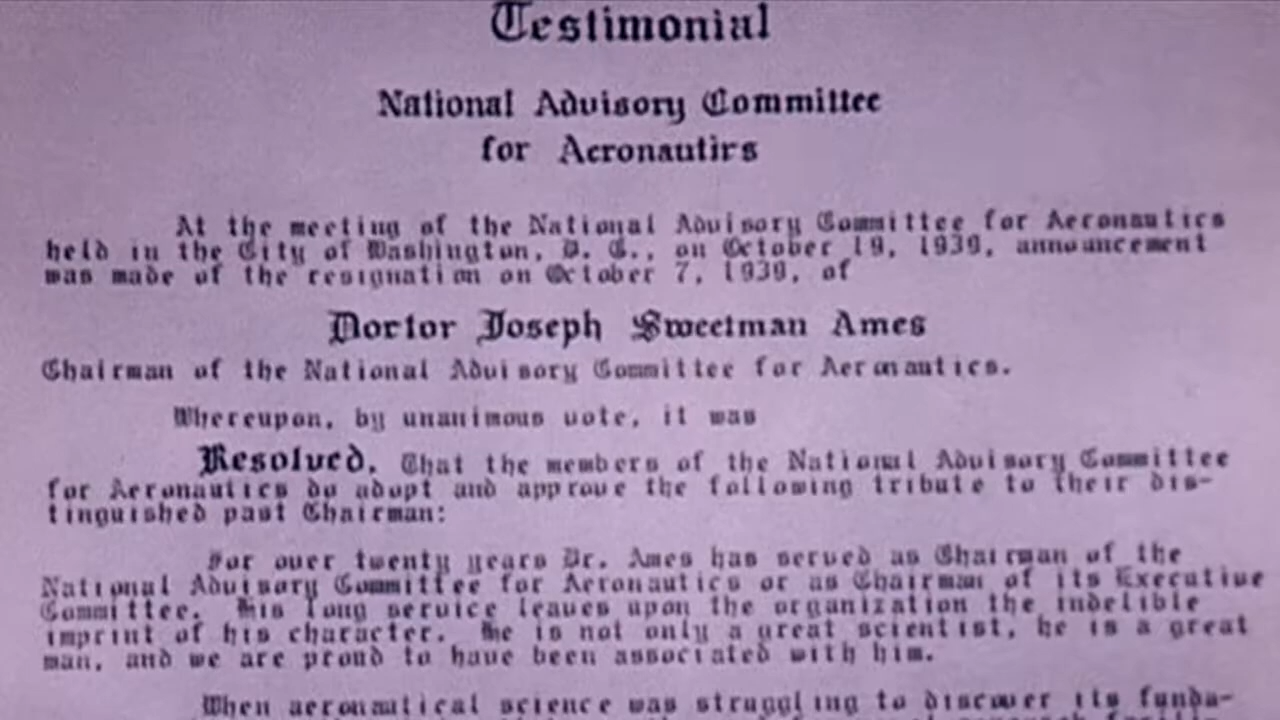 Testimonial
National Advisory Committee
for Aeronautics
At the meeting of the National Advisory Committee for Aeronautics
held in the City of Washington, D. C., on October 19, 1939, announcement
was made of the resignation on October 7, 1939, of
Doctor Joseph Sweetman Ames
Chairman of the National Advisory Committee for Aeronautics.
Whereupon, by unanimous vote, it was
Resolved, That the members of the National Advisory Committee
for Aeronautics do adopt and approve the following tribute to their dis-
tinguished past Chairman:
For over twenty years Dr. Ames has served as Chairman of the
National Advisory Committee for Aeronautics or as Chairman of its Executive
Committee. His long service leaves upon the organization the indelible
imprint of his character. He is not only a great scientist, he is a great
man, and we are proud to have been associated with him.
When aeronautical science was struggling to discover its funda-